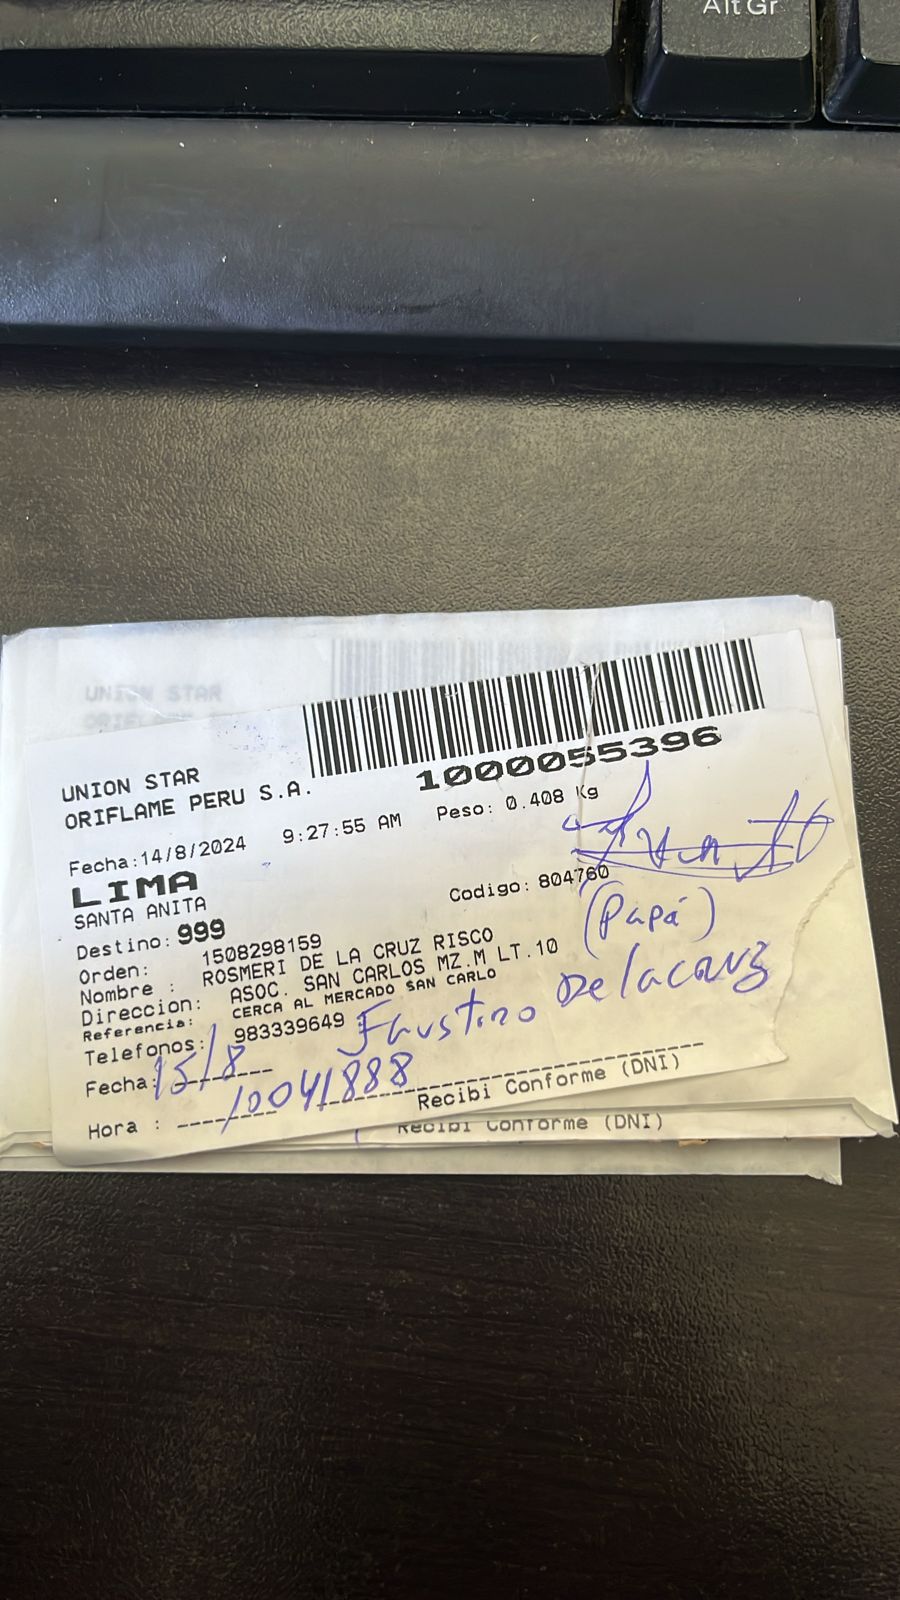 Alt Gr
UNION STAR
UNION STAR
ORIFLAME PERU S.A.
1000055396
Fecha:14/8/2024 9:27:55 AM Peso: 0.408 Kg
LIMA
SANTA ANITA
Codigo: 804760
Destino: 999
(Papá)
Orden: 1508298159
Nombre : ROSMERI DE LA CRUZ RISCO
Direccion: ASOC. SAN CARLOS MZ.M LT.10
Referencia: CERCA AL MERCADO SAN CARLO
Telefonos: 983339649
Faustino De la cruz
Fecha: 15/8
Hora : 10041888
Recibi Conforme (DNI)
Recibi Conforme (DNI)